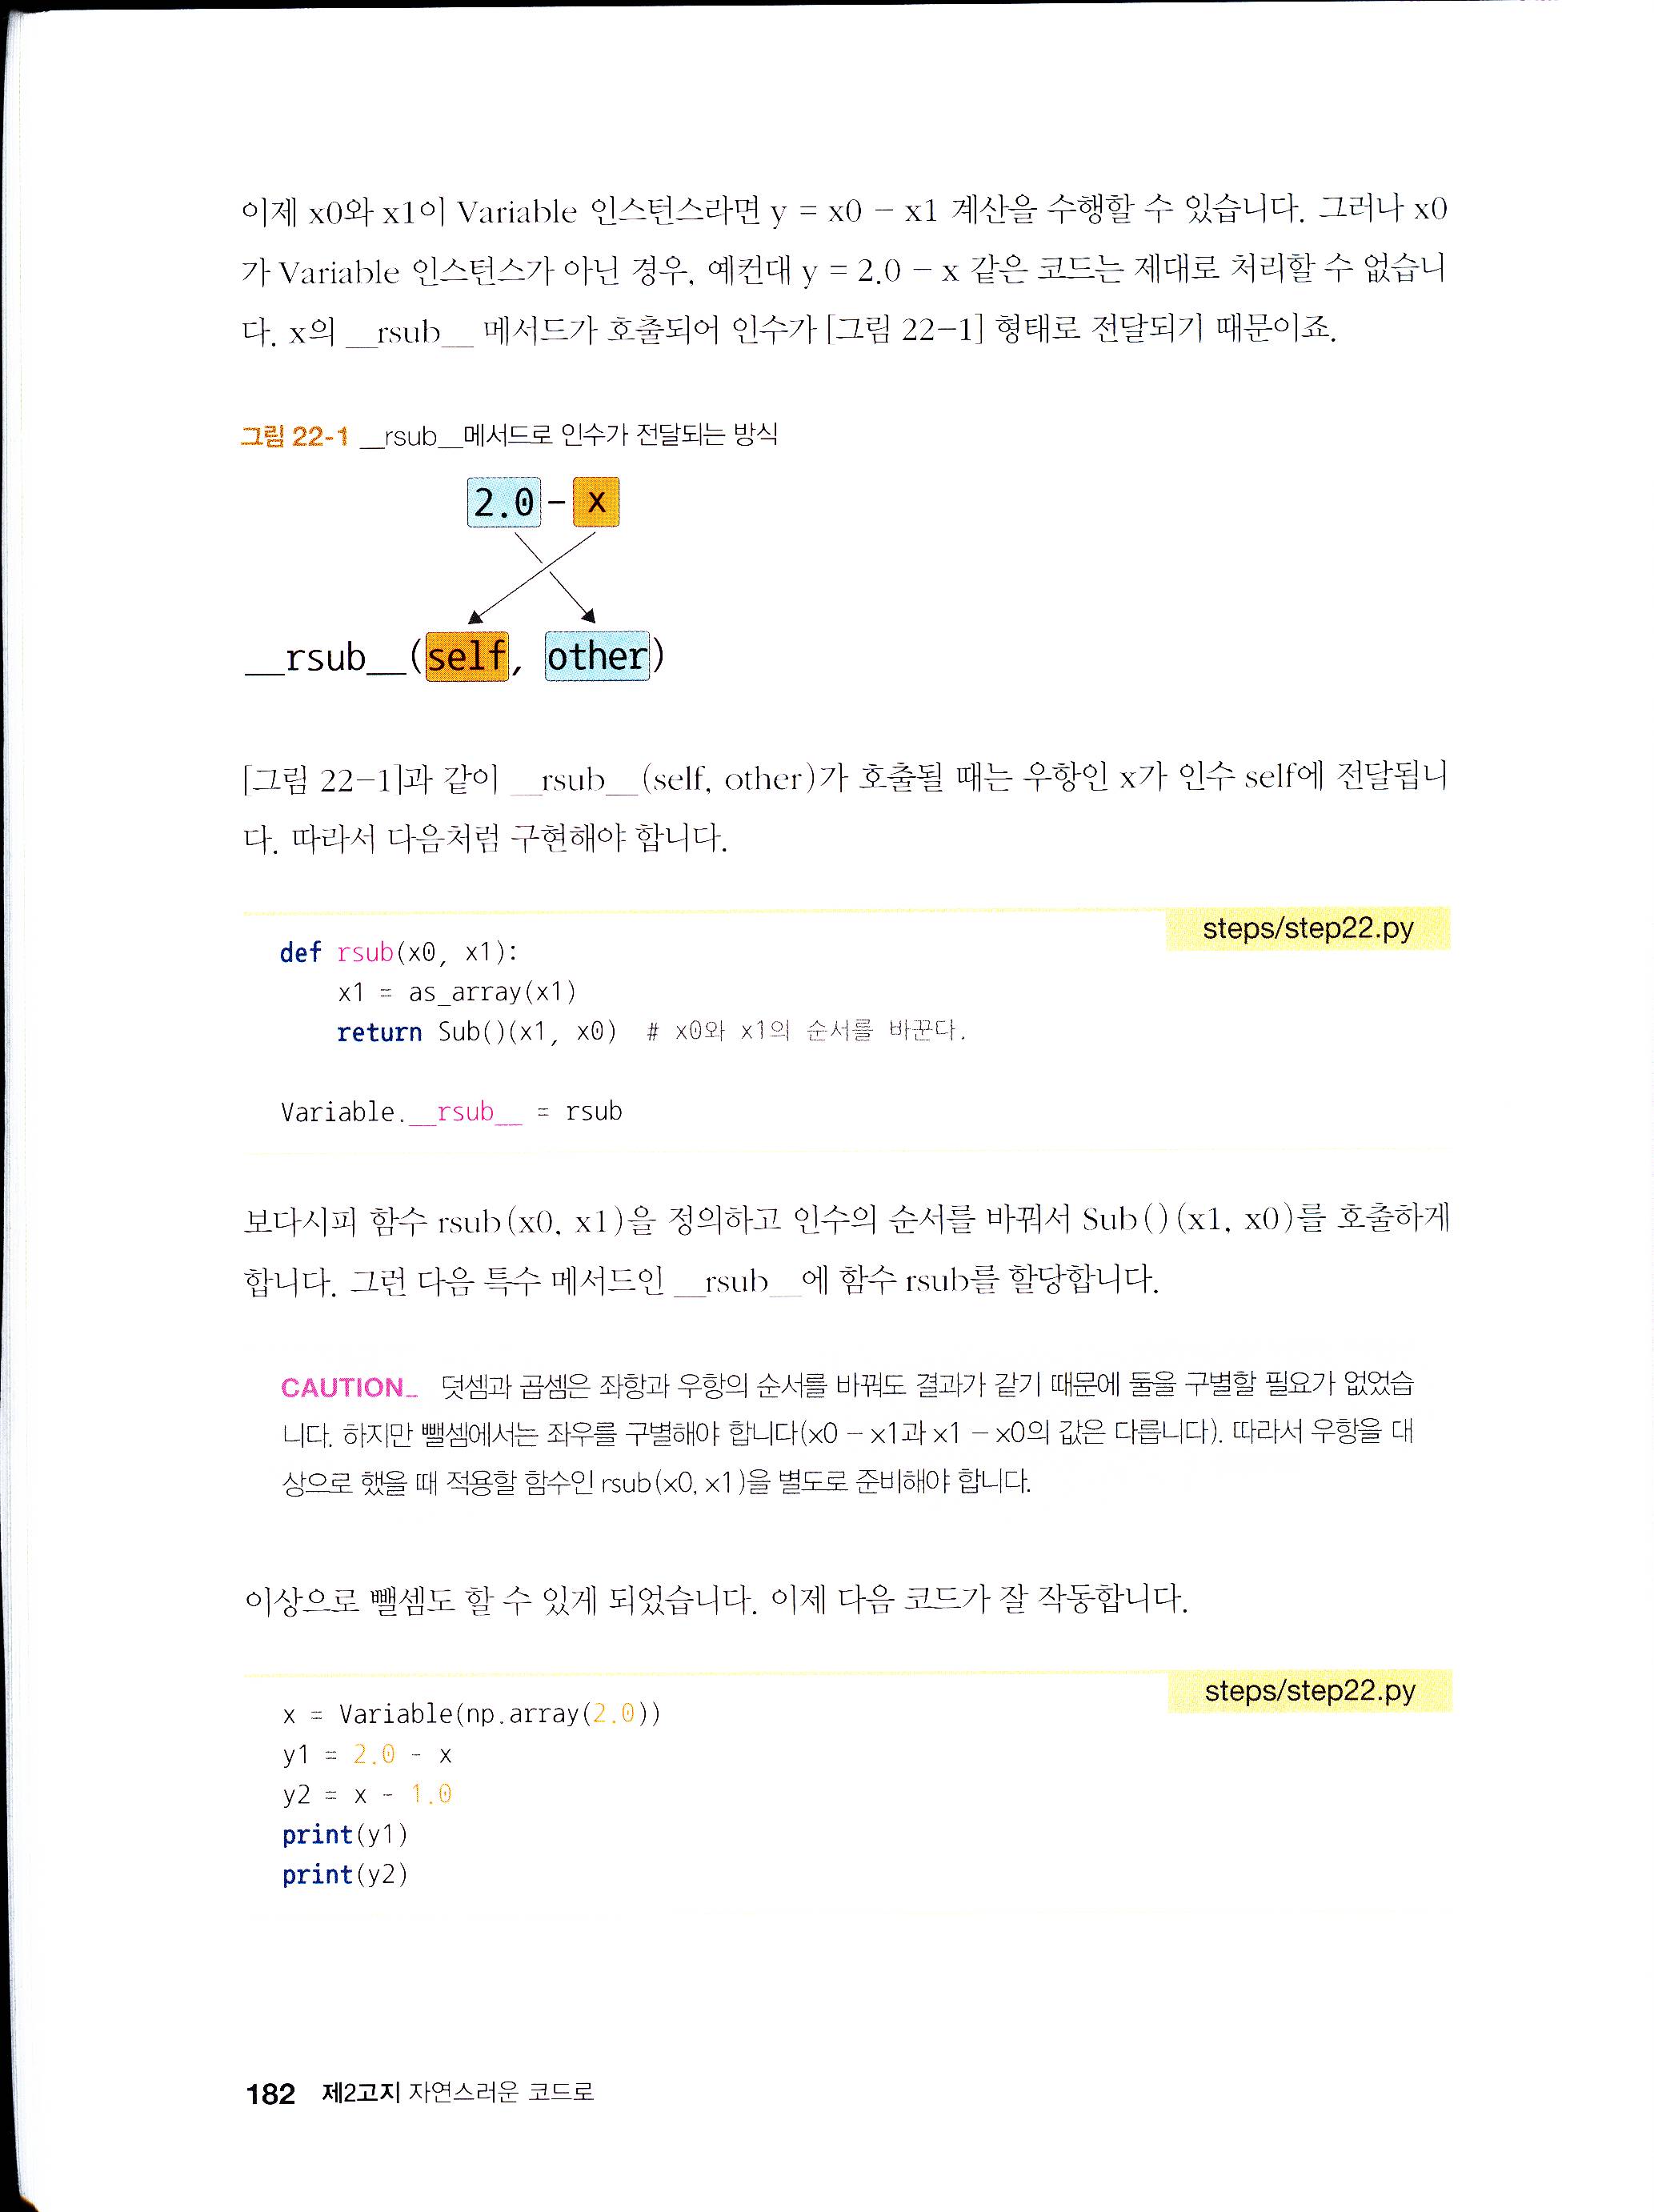 이제 x0와 x1이 Variable 인스턴스라면 y = x0 − x1 계산을 수행할 수 있습니다. 그러나 x0
가 Variable 인스턴스가 아닌 경우, 예컨대 y = 2.0 − x 같은 코드는 제대로 처리할 수 없습니
다. x의 __rsub__ 메서드가 호출되어 인수가 [그림 22-1] 형태로 전달되기 때문이죠.
그림 22-1 __rsub__메서드로 인수가 전달되는 방식
2.0 - x
__rsub__(self, other)
[그림 22-1]과 같이 __rsub__(self, other)가 호출될 때는 우항인 x가 인수 self에 전달됩니
다. 따라서 다음처럼 구현해야 합니다.
steps/step22.py
def rsub(x0, x1):
    x1 = as_array(x1)
    return Sub()(x1, x0)  # x0와 x1의 순서를 바꾼다.
Variable.__rsub__ = rsub
보다시피 함수 rsub(x0, x1)을 정의하고 인수의 순서를 바꿔서 Sub()(x1, x0)를 호출하게
합니다. 그런 다음 특수 메서드인 __rsub__에 함수 rsub를 할당합니다.
CAUTION_ 덧셈과 곱셈은 좌항과 우항의 순서를 바꿔도 결과가 같기 때문에 둘을 구별할 필요가 없었습
니다. 하지만 뺄셈에서는 좌우를 구별해야 합니다(x0 − x1과 x1 − x0의 값은 다릅니다). 따라서 우항을 대
상으로 했을 때 적용할 함수인 rsub(x0, x1)을 별도로 준비해야 합니다.
이상으로 뺄셈도 할 수 있게 되었습니다. 이제 다음 코드가 잘 작동합니다.
steps/step22.py
x = Variable(np.array(2.0))
y1 = 2.0 - x
y2 = x - 1.0
print(y1)
print(y2)
182 제2고지 자연스러운 코드로